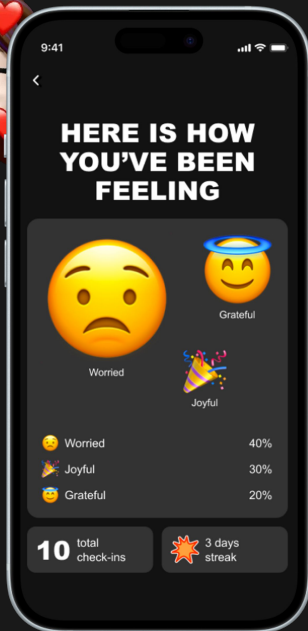 9:41
HERE IS HOW
YOU'VE BEEN
FEELING
Grateful
Worried
Joyful
Worried 40%
Joyful 30%
Grateful 20%
10 total
check-ins
3 days
streak